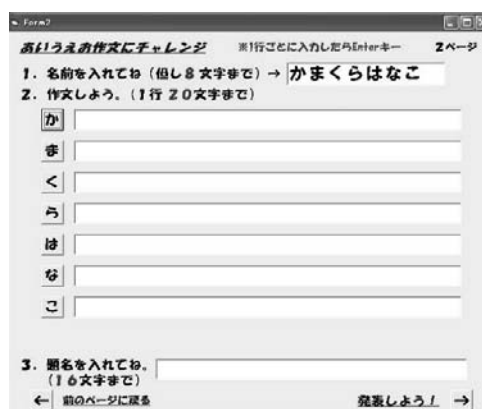 Form2
あいうえお作文にチャレンジ ※1行ごとに入力したらEnterキー 2ページ
1. 名前を入れてね (但し8文字まで) → かまくらはなこ
2. 作文しよう。(1行 20文字まで)
か
ま
く
ら
は
な
こ
3. 題名を入れてね。
(16文字まで)
← 前のページに戻る 発表しよう! →